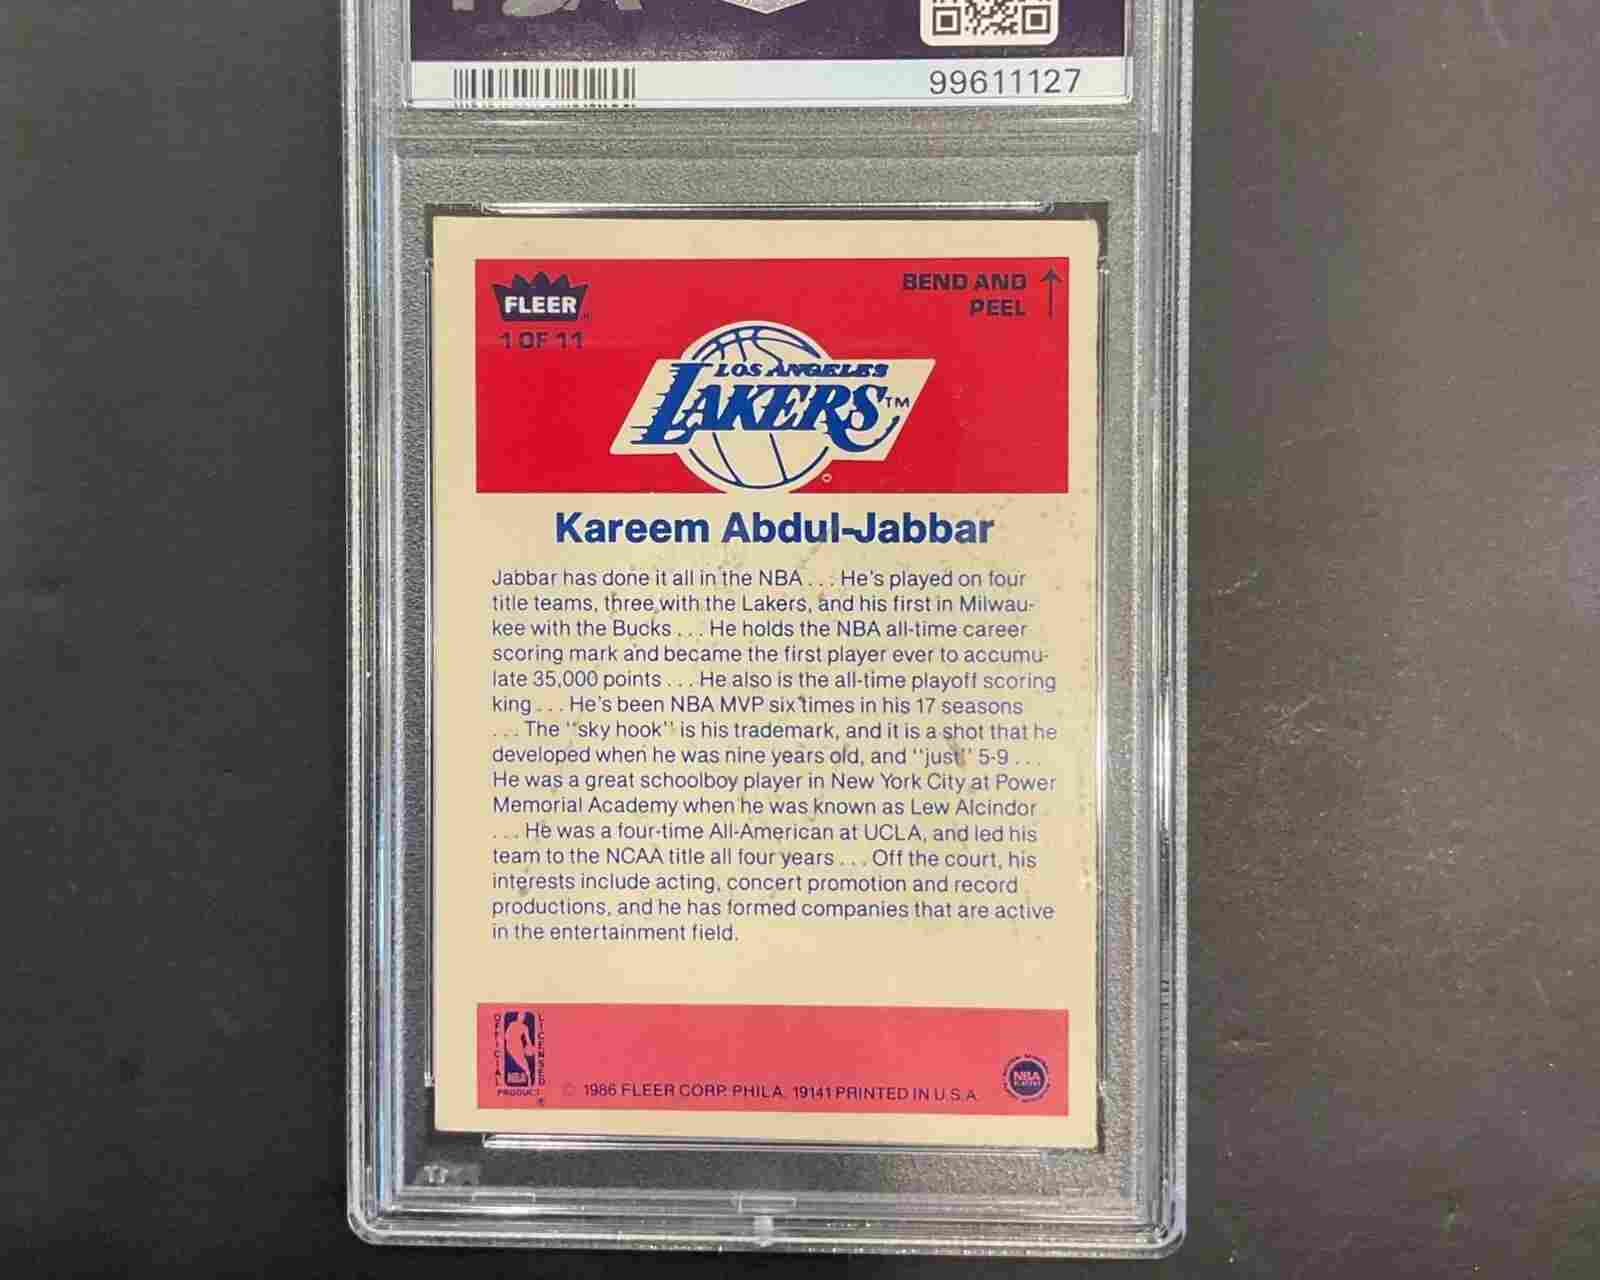 99611127
FLEER
1 OF 11
BEND AND
PEEL
LOS ANGELES
LAKERS™
Kareem Abdul-Jabbar
Jabbar has done it all in the NBA . . . He's played on four
title teams, three with the Lakers, and his first in Milwau-
kee with the Bucks . . . He holds the NBA all-time career
scoring mark and became the first player ever to accumu-
late 35,000 points . . . He also is the all-time playoff scoring
king . . . He's been NBA MVP six times in his 17 seasons
. . . The ''sky hook'' is his trademark, and it is a shot that he
developed when he was nine years old, and ''just'' 5-9 . . .
He was a great schoolboy player in New York City at Power
Memorial Academy when he was known as Lew Alcindor
. . . He was a four-time All-American at UCLA, and led his
team to the NCAA title all four years . . . Off the court, his
interests include acting, concert promotion and record
productions, and he has formed companies that are active
in the entertainment field.
OFFICIAL
LICENSED
NBA
PRODUCT
© 1986 FLEER CORP. PHILA. 19141 PRINTED IN U.S.A.
NBA
PLAYERS